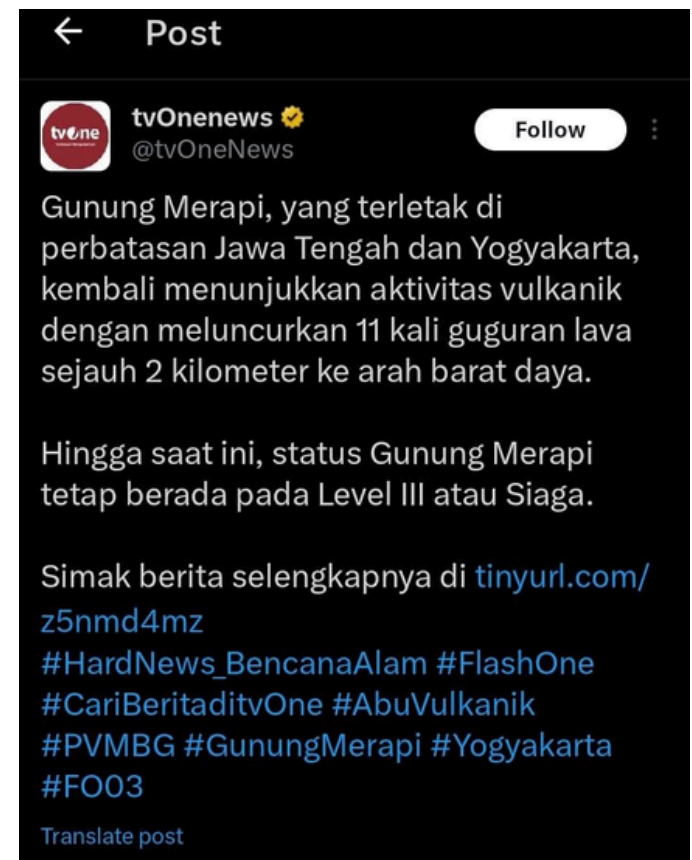 Post
tvOne
tvOnenews
Follow
@tvOneNews
Gunung Merapi, yang terletak di
perbatasan Jawa Tengah dan Yogyakarta,
kembali menunjukkan aktivitas vulkanik
dengan meluncurkan 11 kali guguran lava
sejauh 2 kilometer ke arah barat daya.
Hingga saat ini, status Gunung Merapi
tetap berada pada Level III atau Siaga.
Simak berita selengkapnya di tinyurl.com/
z5nmd4mz
#HardNews_BencanaAlam #FlashOne
#CariBeritaditvOne #AbuVulkanik
#PVMBG #GunungMerapi #Yogyakarta
#FO03
Translate post